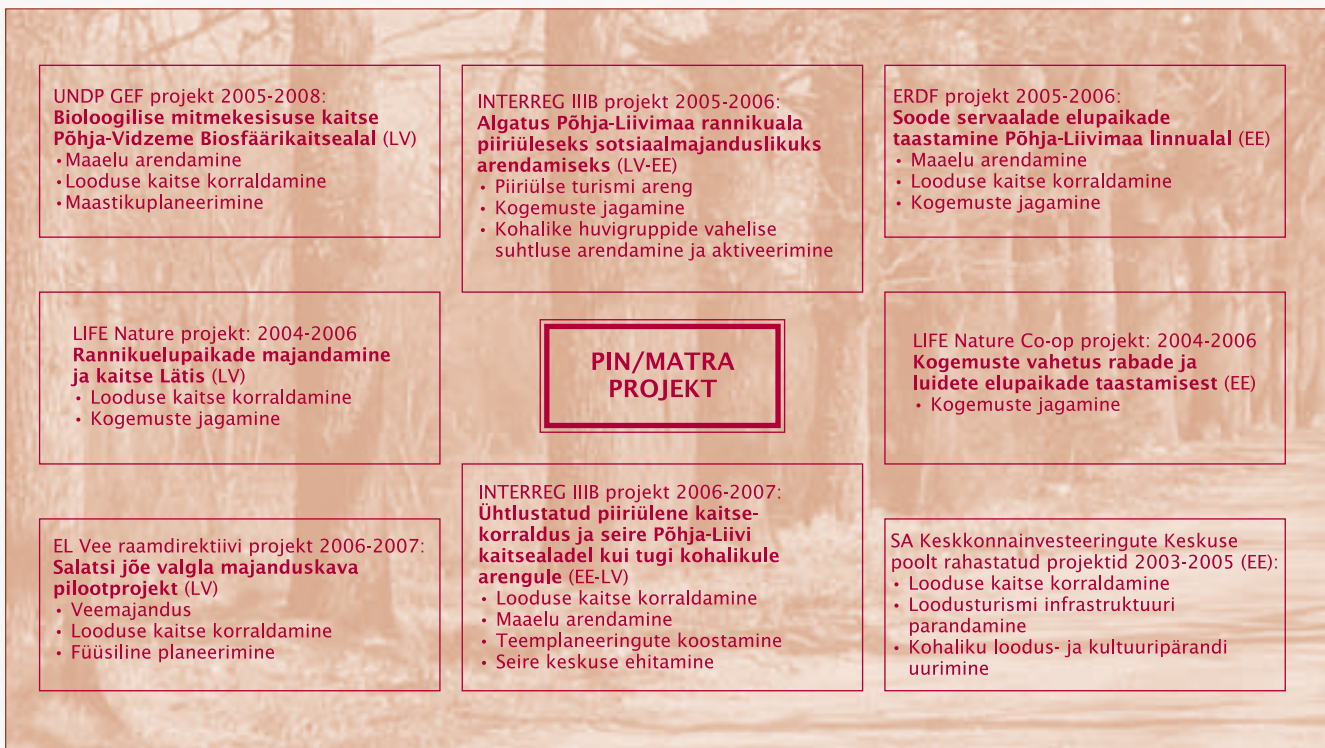 UNDP GEF projekt 2005-2008:
Bioloogilise mitmekesisuse kaitse
Põhja-Vidzeme Biosfäärikaitsealal (LV)
•Maaelu arendamine
•Looduse kaitse korraldamine
•Maastikuplaneerimine
INTERREG IIIB projekt 2005-2006:
Algatus Põhja-Liivimaa rannikuala
piiriüleseks sotsiaalmajanduslikuks
arendamiseks (LV-EE)
• Piiriülse turismi areng
• Kogemuste jagamine
• Kohalike huvigruppide vahelise
suhtluse arendamine ja aktiveerimine
ERDF projekt 2005-2006:
Soode servaalade elupaikade
taastamine Põhja-Liivimaa linnualal (EE)
• Maaelu arendamine
• Looduse kaitse korraldamine
• Kogemuste jagamine
LIFE Nature projekt: 2004-2006
Rannikuelupaikade majandamine
ja kaitse Lätis (LV)
• Looduse kaitse korraldamine
• Kogemuste jagamine
PIN/MATRA
PROJEKT
LIFE Nature Co-op projekt: 2004-2006
Kogemuste vahetus rabade ja
luidete elupaikade taastamisest (EE)
• Kogemuste jagamine
EL Vee raamdirektiivi projekt 2006-2007:
Salatsi jõe valgla majanduskava
pilootprojekt (LV)
• Veemajandus
• Looduse kaitse korraldamine
• Füüsiline planeerimine
INTERREG IIIB projekt 2006-2007:
Ühtlustatud piiriülene kaitse-
korraldus ja seire Põhja-Liivi
kaitsealadel kui tugi kohalikule
arengule (EE-LV)
• Looduse kaitse korraldamine
• Maaelu arendamine
• Teemplaneeringute koostamine
• Seire keskuse ehitamine
SA Keskkonnainvesteeringute Keskuse
poolt rahastatud projektid 2003-2005 (EE):
• Looduse kaitse korraldamine
• Loodusturismi infrastruktuuri
parandamine
• Kohaliku loodus- ja kultuuripärandi
uurimine